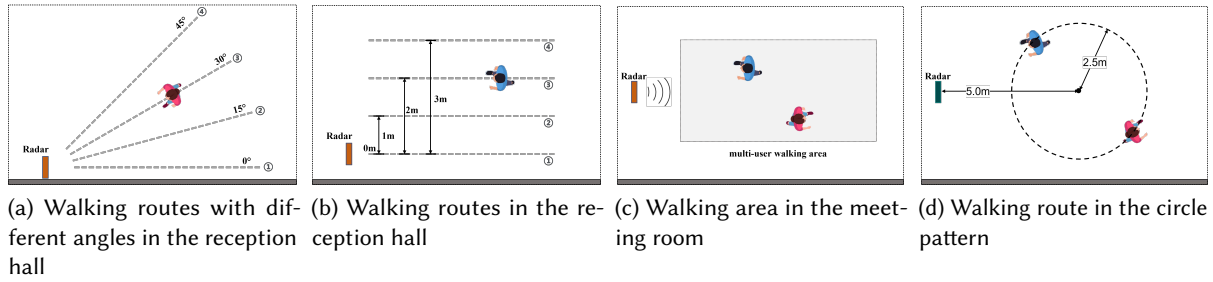 45°
④
30°
③
15°
②
Radar
0°
①
④
③
3m
2m
②
1m
Radar
0m
①
Radar
multi-user walking area
2.5m
Radar
5.0m
(a) Walking routes with dif-
ferent angles in the reception
hall
(b) Walking routes in the re-
ception hall
(c) Walking area in the meet-
ing room
(d) Walking route in the circle
pattern